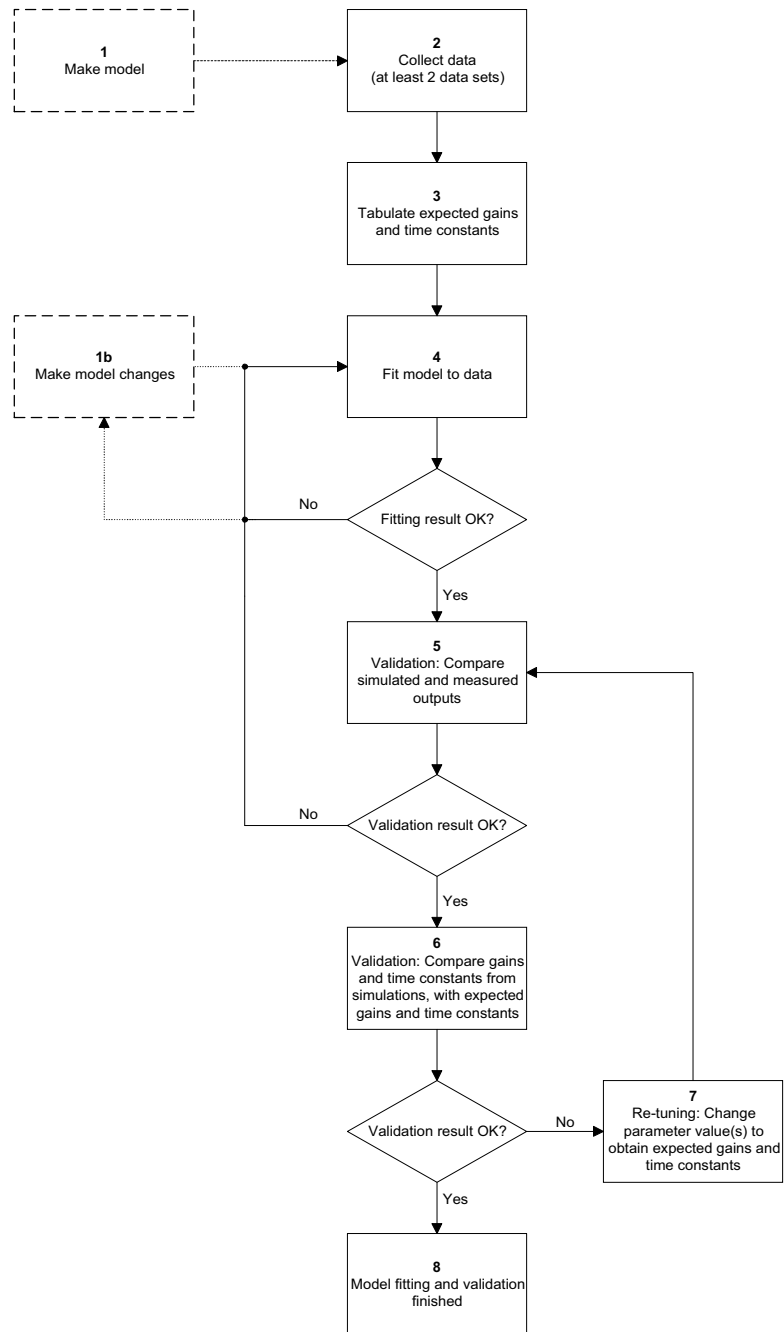 1
Make model
2
Collect data
(at least 2 data sets)
3
Tabulate expected gains
and time constants
1b
Make model changes
4
Fit model to data
No
Fitting result OK?
Yes
5
Validation: Compare
simulated and measured
outputs
No
Validation result OK?
Yes
6
Validation: Compare gains
and time constants from
simulations, with expected
gains and time constants
Validation result OK?
No
7
Re-tuning: Change
parameter value(s) to
obtain expected gains and
time constants
Yes
8
Model fitting and validation
finished